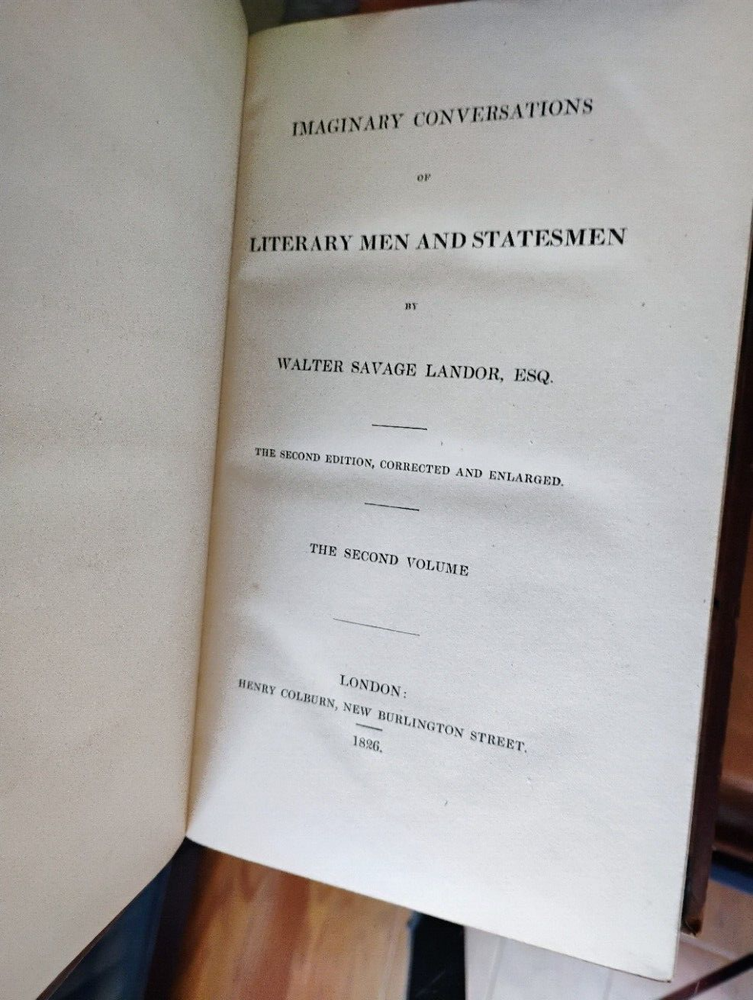 IMAGINARY CONVERSATIONS
OF
LITERARY MEN AND STATESMEN
BY
WALTER SAVAGE LANDOR, ESQ.
THE SECOND EDITION, CORRECTED AND ENLARGED.
THE SECOND VOLUME
LONDON:
HENRY COLBURN, NEW BURLINGTON STREET.
1826.